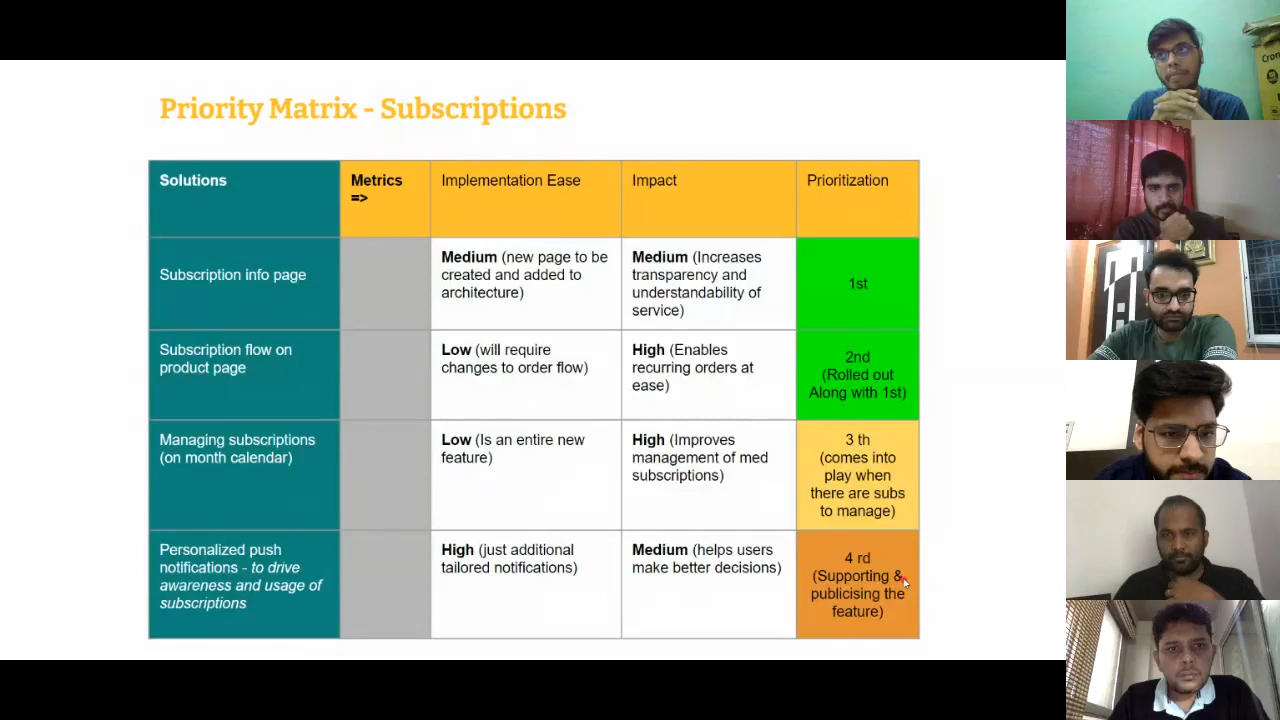 Priority Matrix - Subscriptions
Solutions
Metrics
=>
Implementation Ease
Impact
Prioritization
Subscription info page
Medium (new page to be
created and added to
architecture)
Medium (Increases
transparency and
understandability of
service)
1st
Subscription flow on
product page
Low (will require
changes to order flow)
High (Enables
recurring orders at
ease)
2nd
(Rolled out
Along with 1st)
Managing subscriptions
(on month calendar)
Low (Is an entire new
feature)
High (Improves
management of med
subscriptions)
3 th
(comes into
play when
there are subs
to manage)
Personalized push
notifications - to drive
awareness and usage of
subscriptions
High (just additional
tailored notifications)
Medium (helps users
make better decisions)
4 rd
(Supporting &
publicising the
feature)
Cron